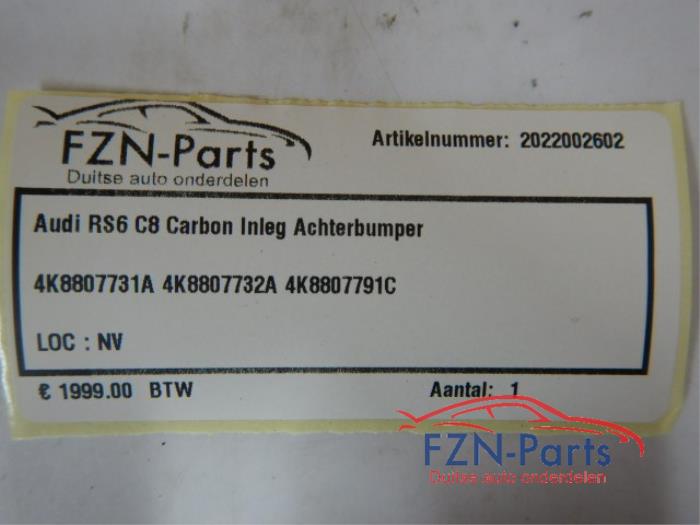 FZN-Parts
Duitse auto onderdelen
Artikelnummer: 2022002602
Audi RS6 C8 Carbon Inleg Achterbumper
4K8807731A 4K8807732A 4K8807791C
LOC : NV
€ 1999.00 BTW
Aantal: 1
FZN-Parts
Duitse auto onderdelen